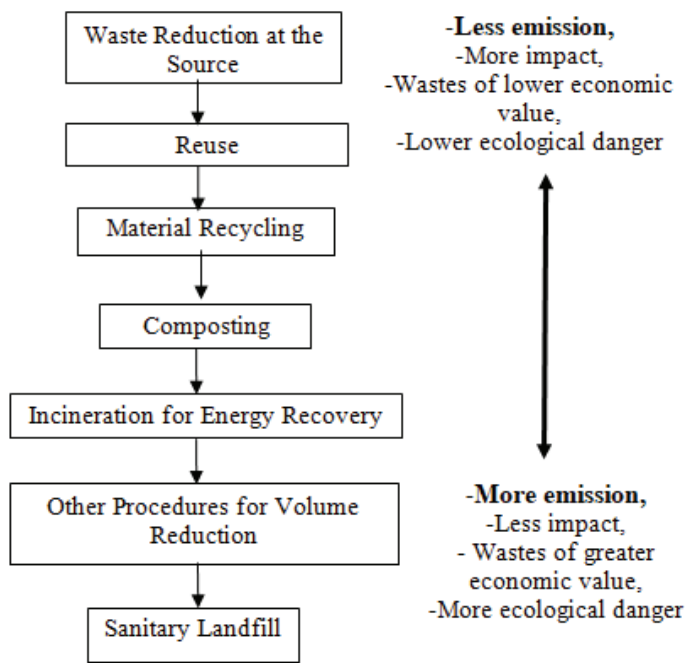 Waste Reduction at the
Source
Reuse
Material Recycling
Composting
Incineration for Energy Recovery
Other Procedures for Volume
Reduction
Sanitary Landfill
-Less emission,
-More impact,
-Wastes of lower economic
value,
-Lower ecological danger
-More emission,
-Less impact,
- Wastes of greater
economic value,
-More ecological danger